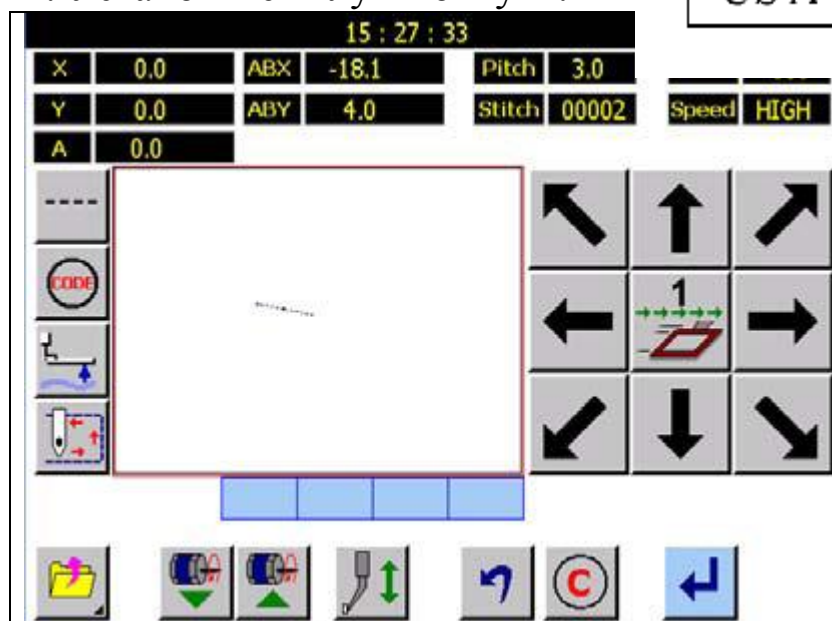 15 : 27 : 33
X 0.0 ABX -18.1 Pitch 3.0
Y 0.0 ABY 4.0 Stitch 00002 Speed HIGH
A 0.0
CODE
1
C